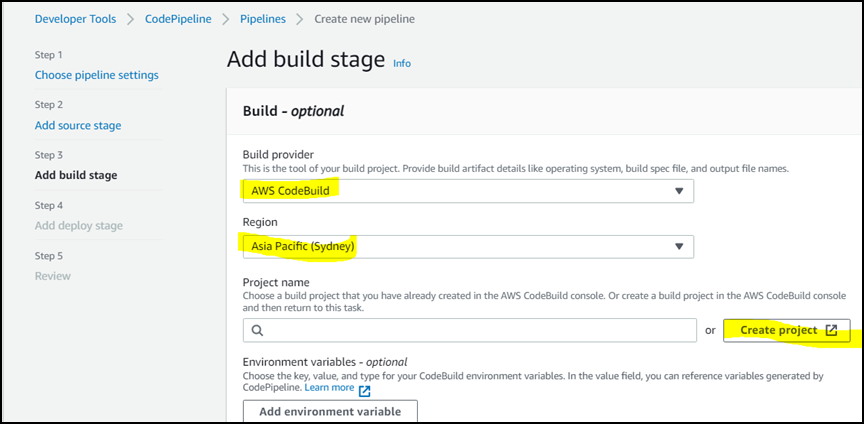 Developer Tools > CodePipeline > Pipelines > Create new pipeline
Step 1
Choose pipeline settings
Step 2
Add source stage
Step 3
Add build stage
Step 4
Add deploy stage
Step 5
Review
Add build stage Info
Build - optional
Build provider
This is the tool of your build project. Provide build artifact details like operating system, build spec file, and output file names.
AWS CodeBuild
Region
Asia Pacific (Sydney)
Project name
Choose a build project that you have already created in the AWS CodeBuild console. Or create a build project in the AWS CodeBuild console
and then return to this task.
or Create project
Environment variables - optional
Choose the key, value, and type for your CodeBuild environment variables. In the value field, you can reference variables generated by
CodePipeline. Learn more
Add environment variable